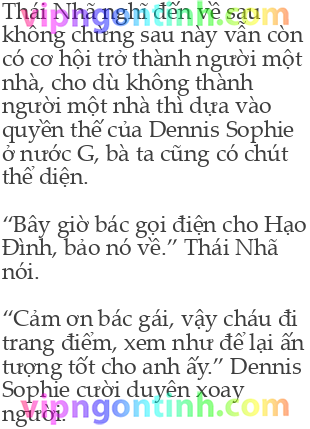 Thái Nhã nghĩ đến về sau
không chừng sau này vẫn còn
có cơ hội trở thành người một
nhà, cho dù không thành
người một nhà thì dựa vào
quyền thế của Dennis Sophie
ở nước G, bà ta cũng có chút
thể diện.
“Bây giờ bác gọi điện cho Hạo
Đình, bảo nó về.” Thái Nhã
nói.
“Cảm ơn bác gái, vậy cháu đi
trang điểm, xem như để lại ấn
tượng tốt cho anh ấy.” Dennis
Sophie cười duyên xoay
người.
vipngontinh.com
vipngontinh.com